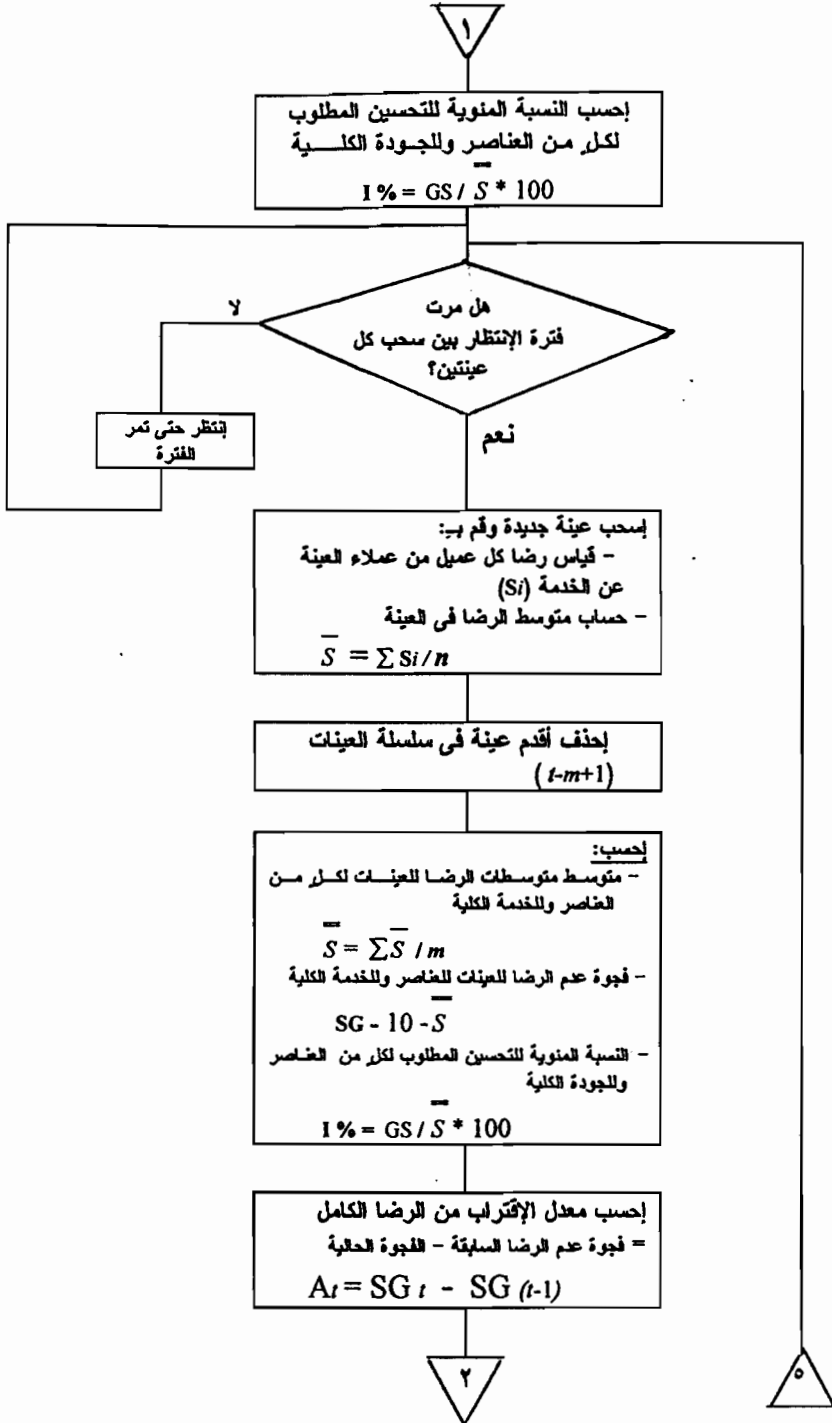 ١
إحسب النسبة المئوية للتحسين المطلوب
لكلٍ من العناصر وللجودة الكلية
I % = GS / S̿ * 100
هل مرت
فترة الإنتظار بين سحب كل
عينتين؟
لا
إنتظر حتى تمر
الفترة
نعم
إسحب عينة جديدة وقم بـ:
– قياس رضا كل عميل من عملاء العينة
عن الخدمة (Si)
– حساب متوسط الرضا فى العينة
S̅ = ∑ Si / n
إحذف أقدم عينة فى سلسلة العينات
(t-m+1)
إحسب:
– متوسط متوسطات الرضا للعينات لكلٍ من
العناصر وللخدمة الكلية
S̿ = ∑ S̅ / m
– فجوة عدم الرضا للعينات للعناصر وللخدمة الكلية
SG - 10 - S̿
– النسبة المئوية للتحسين المطلوب لكلٍ من العناصر
وللجودة الكلية
I % = GS / S̿ * 100
إحسب معدل الإقتراب من الرضا الكامل
= فجوة عدم الرضا السابقة – الفجوة الحالية
At = SG t - SG (t-1)
٢
٥